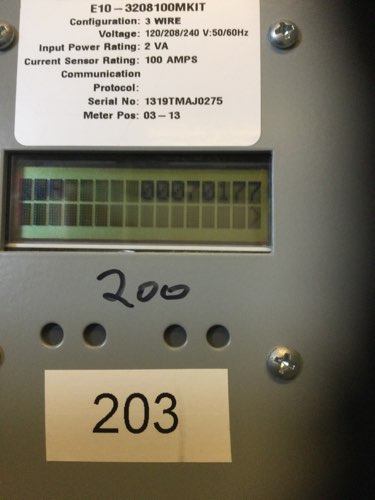 E10-3208100MKIT
Configuration: 3 WIRE
Voltage: 120/208/240 V:50/60Hz
Input Power Rating: 2 VA
Current Sensor Rating: 100 AMPS
Communication
Protocol:
Serial No: 1319TMAJ0275
Meter Pos: 03-13
00070177
200
203